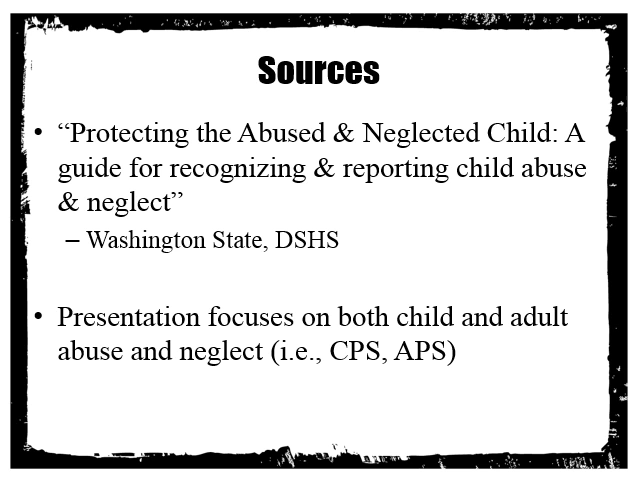 Sources
• “Protecting the Abused & Neglected Child: A
guide for recognizing & reporting child abuse
& neglect”
– Washington State, DSHS
• Presentation focuses on both child and adult
abuse and neglect (i.e., CPS, APS)